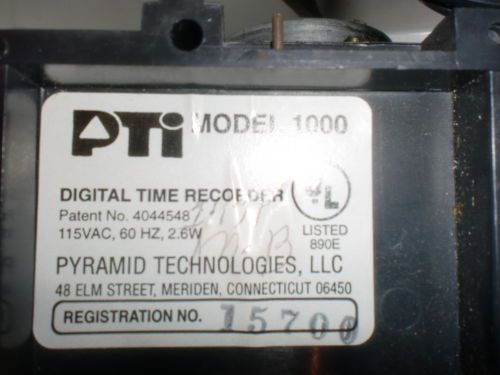 PTi MODEL 1000
DIGITAL TIME RECORDER
Patent No. 4044548
115VAC, 60 HZ, 2.6W
UL
LISTED
890E
PYRAMID TECHNOLOGIES, LLC
48 ELM STREET, MERIDEN, CONNECTICUT 06450
REGISTRATION NO. 15700